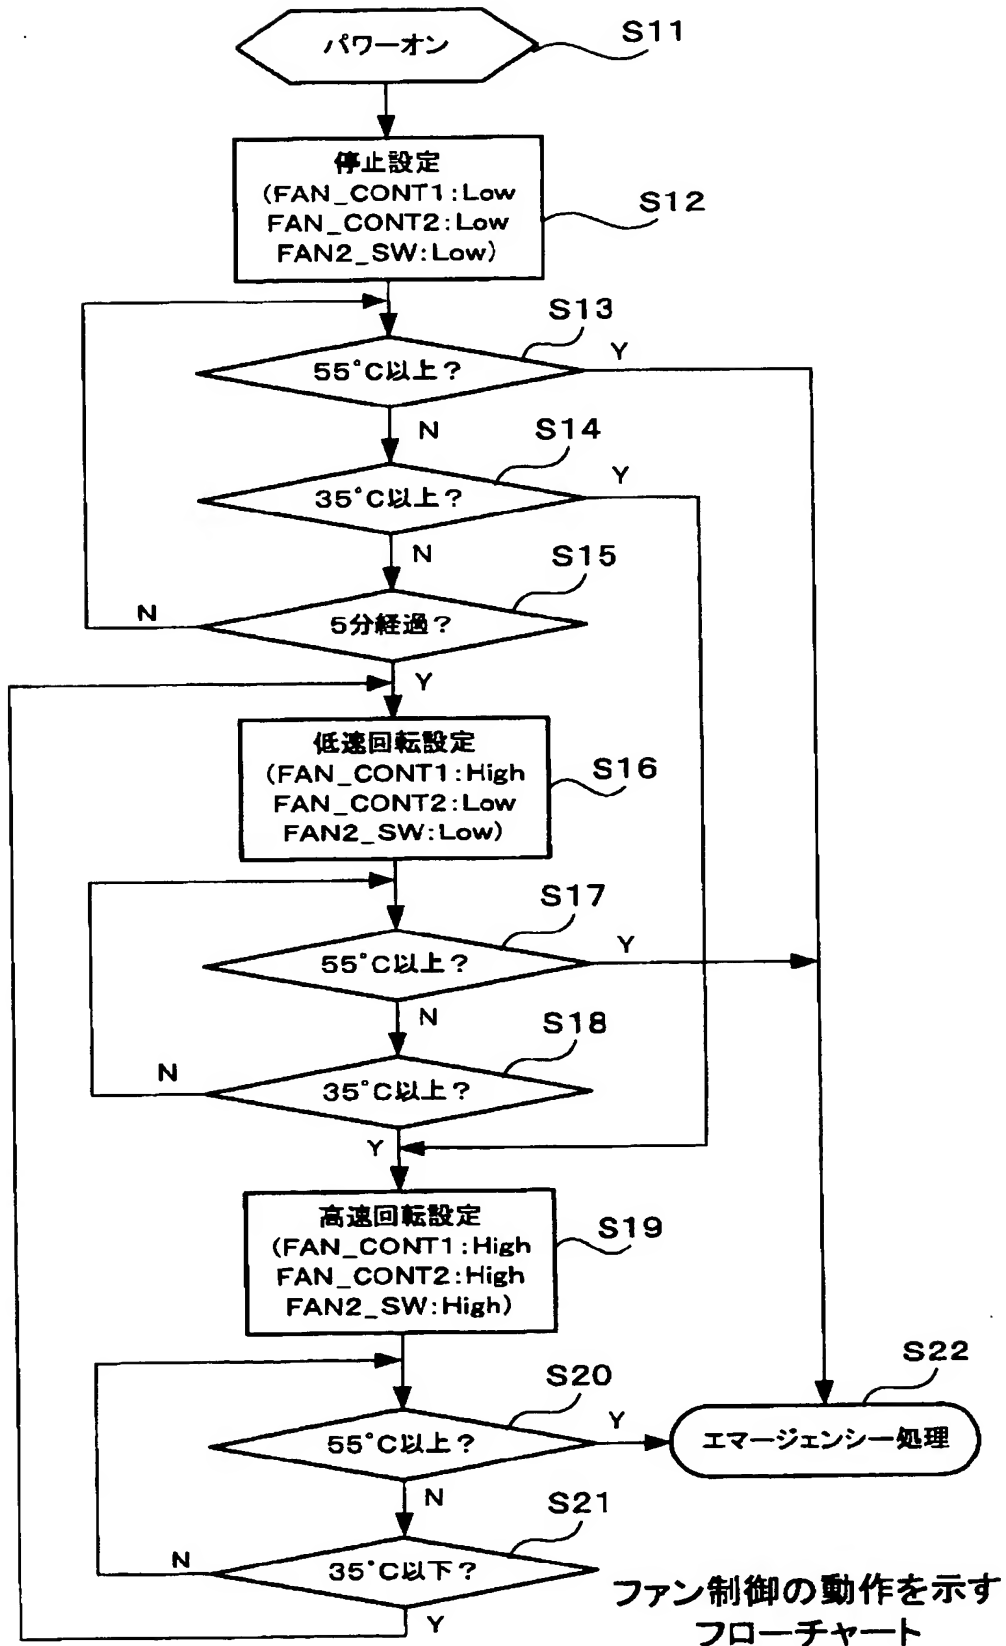 パワーオン
S11
停止設定
(FAN_CONT1:Low
FAN_CONT2:Low
FAN2_SW:Low)
S12
S13
55°C以上?
Y
N
S14
35°C以上?
Y
N
S15
5分経過?
N
Y
低速回転設定
(FAN_CONT1:High
FAN_CONT2:Low
FAN2_SW:Low)
S16
S17
55°C以上?
Y
N
S18
35°C以上?
N
Y
高速回転設定
(FAN_CONT1:High
FAN_CONT2:High
FAN2_SW:High)
S19
S20
55°C以上?
Y
N
S22
エマージェンシー処理
S21
35°C以下?
N
Y
ファン制御の動作を示す
フローチャート